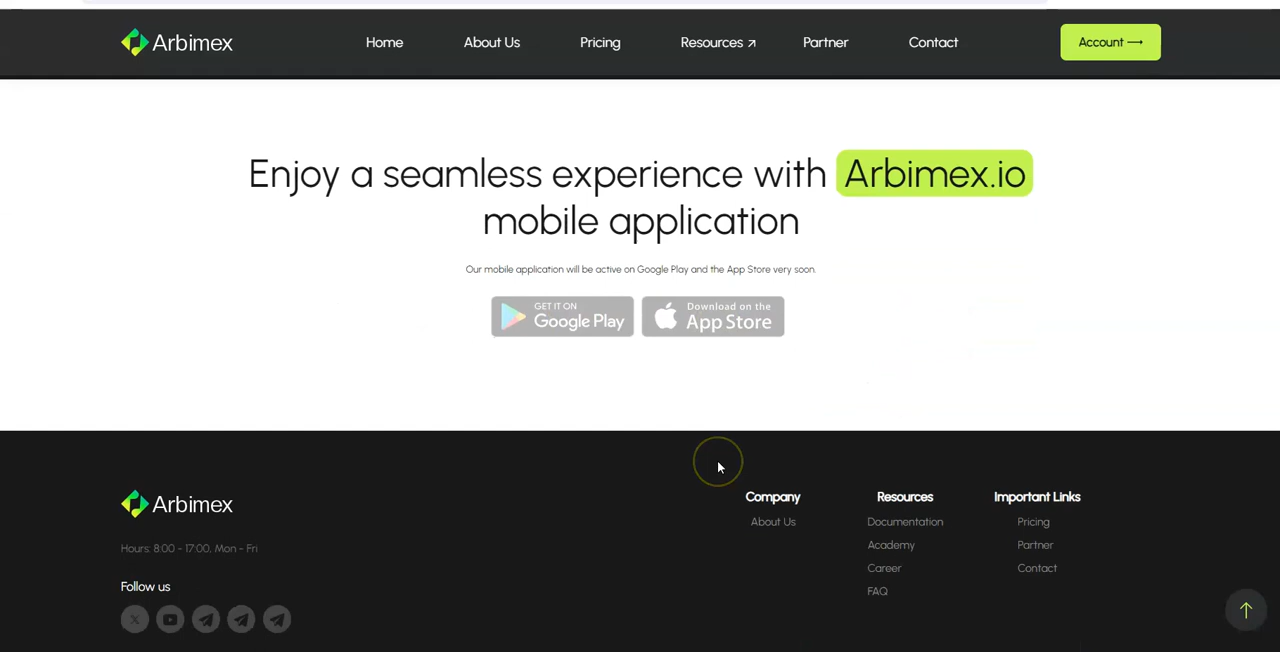 Arbimex
Home
About Us
Pricing
Resources ↗
Partner
Contact
Account ⟶
Enjoy a seamless experience with Arbimex.io
mobile application
Our mobile application will be active on Google Play and the App Store very soon.
GET IT ON
Google Play
Download on the
App Store
Arbimex
Hours: 8:00 - 17:00, Mon - Fri
Follow us
Company
About Us
Resources
Documentation
Academy
Career
FAQ
Important Links
Pricing
Partner
Contact